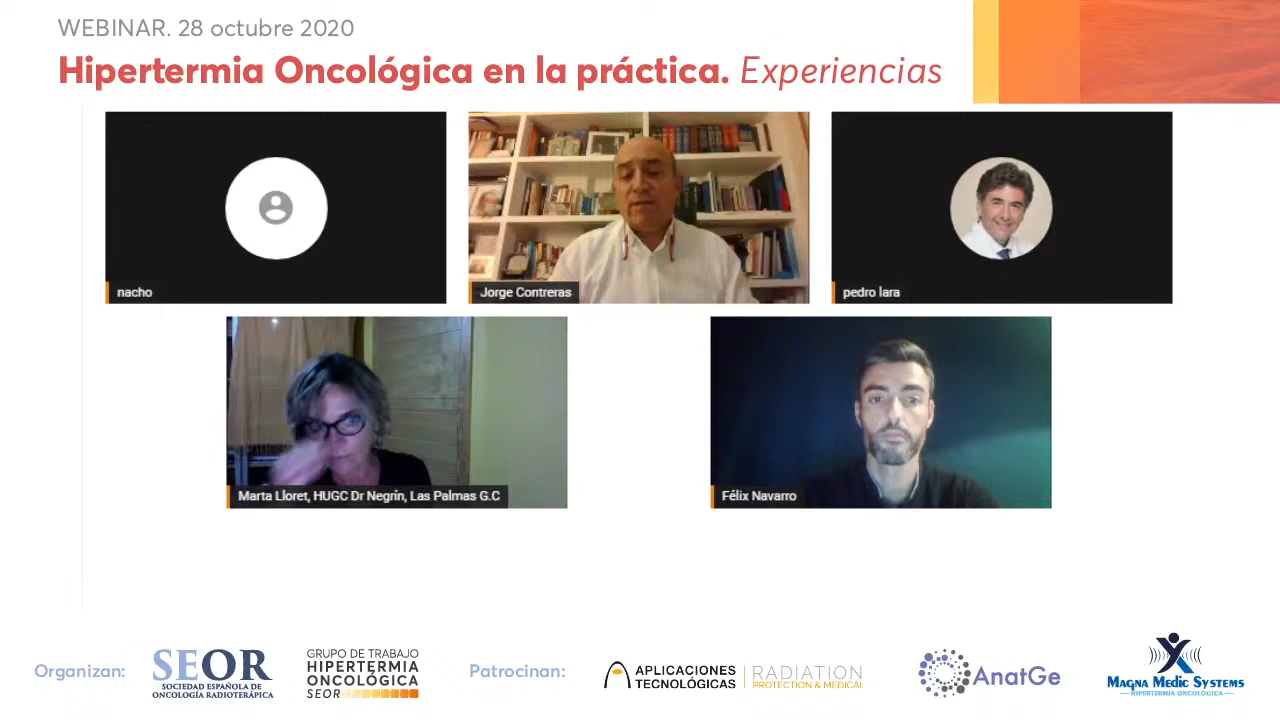 WEBINAR. 28 octubre 2020
Hipertermia Oncológica en la práctica. Experiencias
nacho
Jorge Contreras
pedro lara
Marta Lloret, HUGC Dr Negrín, Las Palmas G.C
Félix Navarro
Organizan:
SEOR
SOCIEDAD ESPAÑOLA DE
ONCOLOGÍA RADIOTERÁPICA
GRUPO DE TRABAJO
HIPERTERMIA
ONCOLÓGICA
SEOR
Patrocinan:
APLICACIONES
TECNOLÓGICAS
RADIATION
PROTECTION & MEDICAL
AnatGe
MAGNA MEDIC SYSTEMS
HIPERTERMIA ONCOLÓGICA